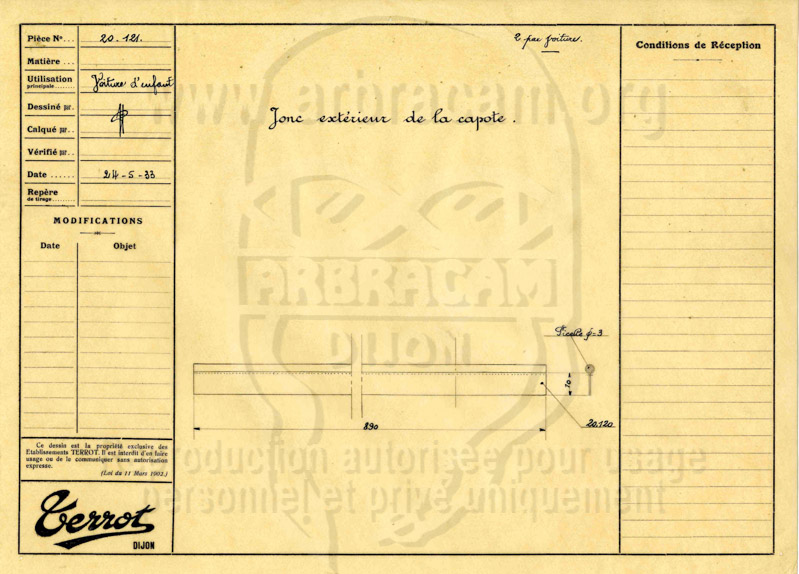 Pièce N° ... 20.121.
Matière ...
Utilisation Voiture d'enfant
principale ........
Dessiné par.
Calqué par..
Vérifié par..
Date ...... 24-5-33
Repère
de tirage.........
MODIFICATIONS
Date Objet
Ce dessin est la propriété exclusive des
Etablissements TERROT. Il est interdit d'en faire
usage ou de le communiquer sans autorisation
expresse.
(Loi du 11 Mars 1902.)
Terrot
DIJON
2 par voiture.
Jonc extérieur de la capote.
Ficelle ϕ=3
10
890
20.120
Conditions de Réception
www.arbracam.org
ARBRACAM
DIJON
production autorisée pour usage
personnel et privé uniquement